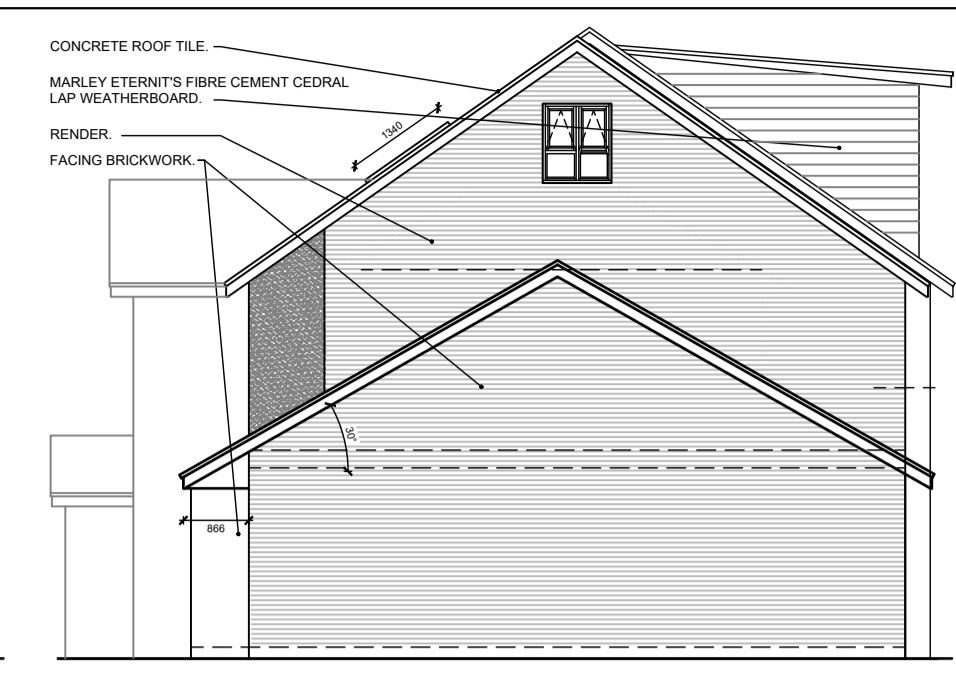 CONCRETE ROOF TILE.
MARLEY ETERNIT'S FIBRE CEMENT CEDRAL
LAP WEATHERBOARD.
1340
RENDER.
FACING BRICKWORK.
30°
866